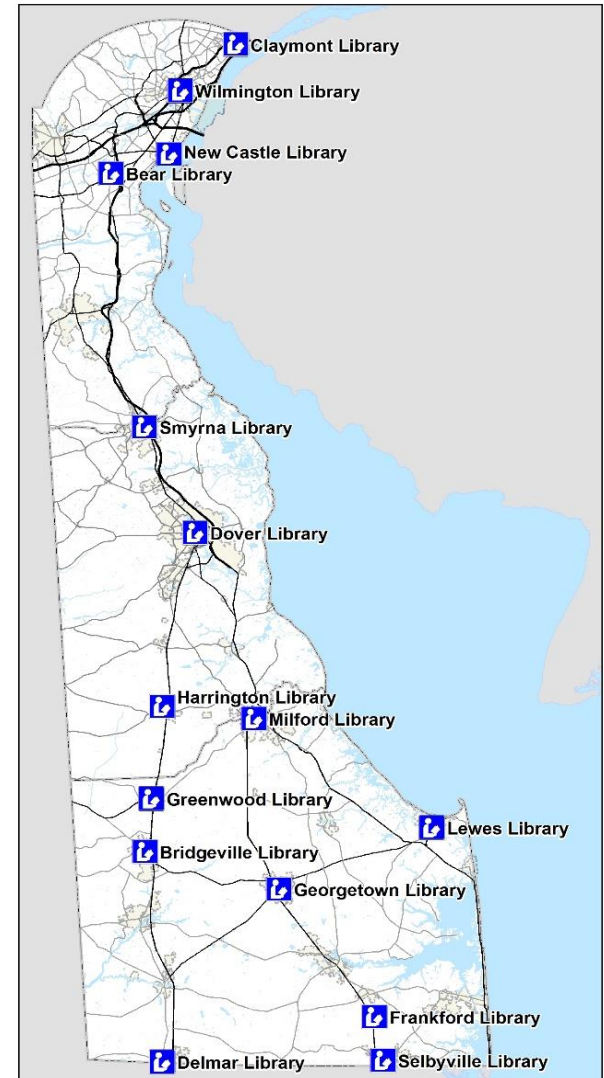 Claymont Library
Wilmington Library
New Castle Library
Bear Library
Smyrna Library
Dover Library
Harrington Library
Milford Library
Greenwood Library
Lewes Library
Bridgeville Library
Georgetown Library
Frankford Library
Delmar Library
Selbyville Library